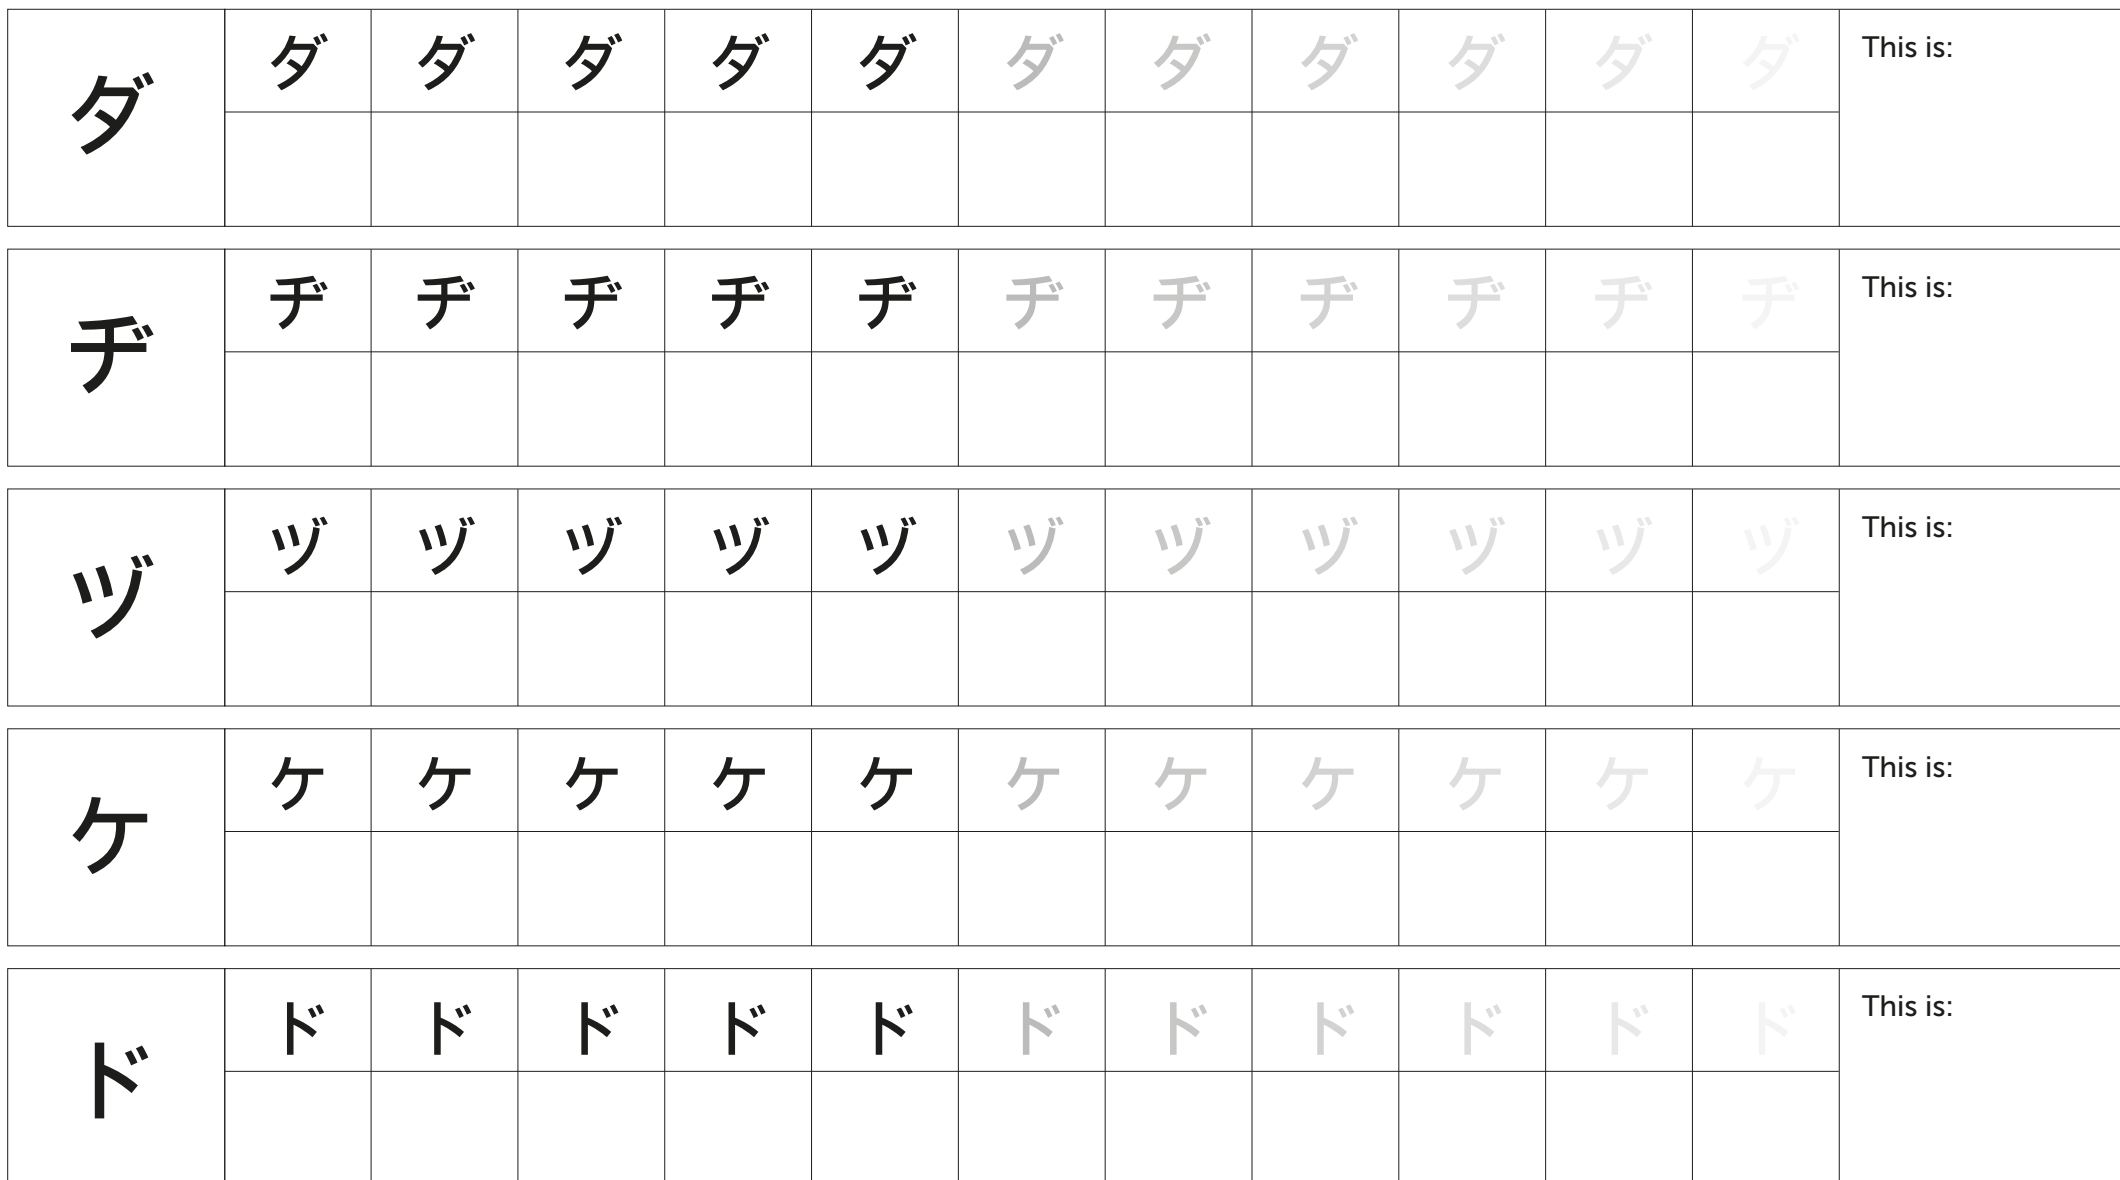 ダ ダ ダ ダ ダ ダ ダ ダ ダ ダ ダ ダ This is:
ヂ ヂ ヂ ヂ ヂ ヂ ヂ ヂ ヂ ヂ ヂ ヂ This is:
ヅ ヅ ヅ ヅ ヅ ヅ ヅ ヅ ヅ ヅ ヅ ヅ This is:
ケ ケ ケ ケ ケ ケ ケ ケ ケ ケ ケ ケ This is:
ド ド ド ド ド ド ド ド ド ド ド ド This is: